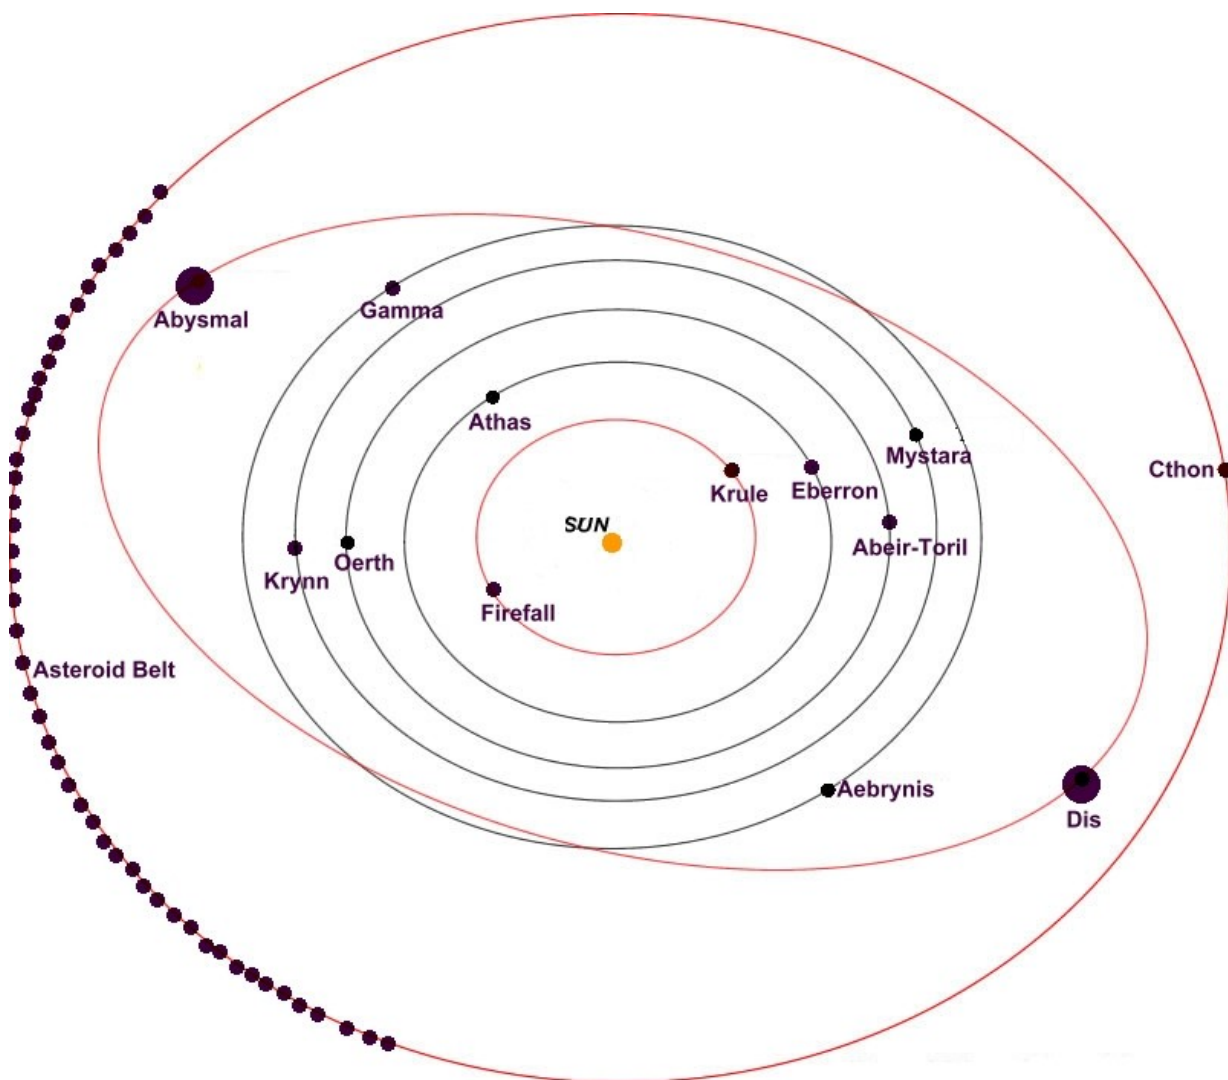 Abysmal
Gamma
Athas
Mystara
Cthon
Krule
Eberron
SUN
Abeir-Toril
Oerth
Krynn
Firefall
Asteroid Belt
Aebrynis
Dis